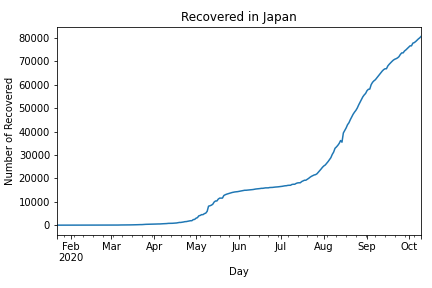 Recovered in Japan
Number of Recovered
80000
70000
60000
50000
40000
30000
20000
10000
0
Feb Mar Apr May Jun Jul Aug Sep Oct
2020
Day